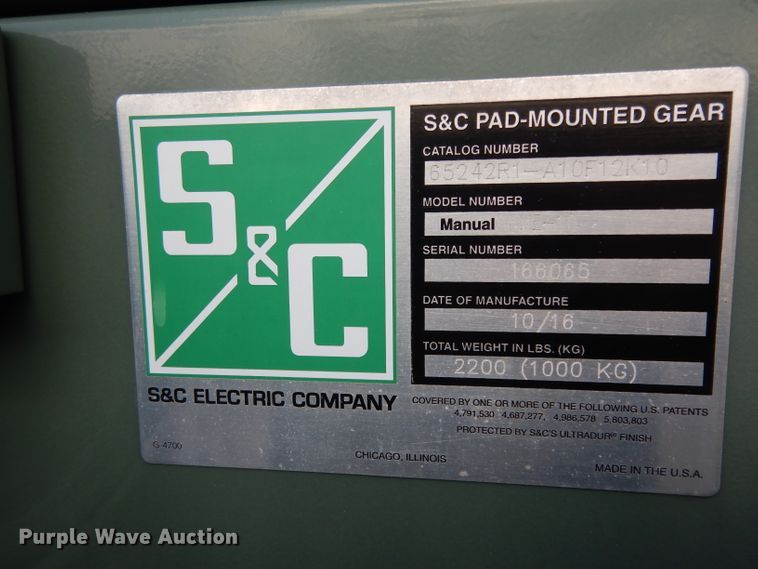 S&C
S&C ELECTRIC COMPANY
G-4700
S&C PAD-MOUNTED GEAR
CATALOG NUMBER
65242R1-A10F12K10
MODEL NUMBER
Manual
SERIAL NUMBER
166065
DATE OF MANUFACTURE
10/16
TOTAL WEIGHT IN LBS. (KG)
2200 (1000 KG)
COVERED BY ONE OR MORE OF THE FOLLOWING U.S. PATENTS
4,791,530 4,687,277, 4,986,578 5,803,803
PROTECTED BY S&C'S ULTRADUR® FINISH
CHICAGO, ILLINOIS
MADE IN THE U.S.A.
Purple Wave Auction